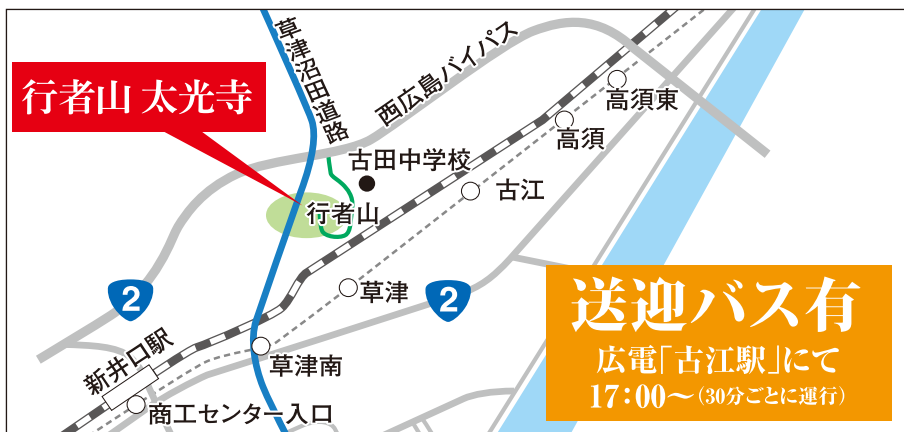 行者山 太光寺
草津沼田道路
西広島バイパス
高須東
高須
古田中学校
古江
行者山
2
草津
2
新井口駅
草津南
商工センター入口
送迎バス有
広電「古江駅」にて
17:00〜(30分ごとに運行)